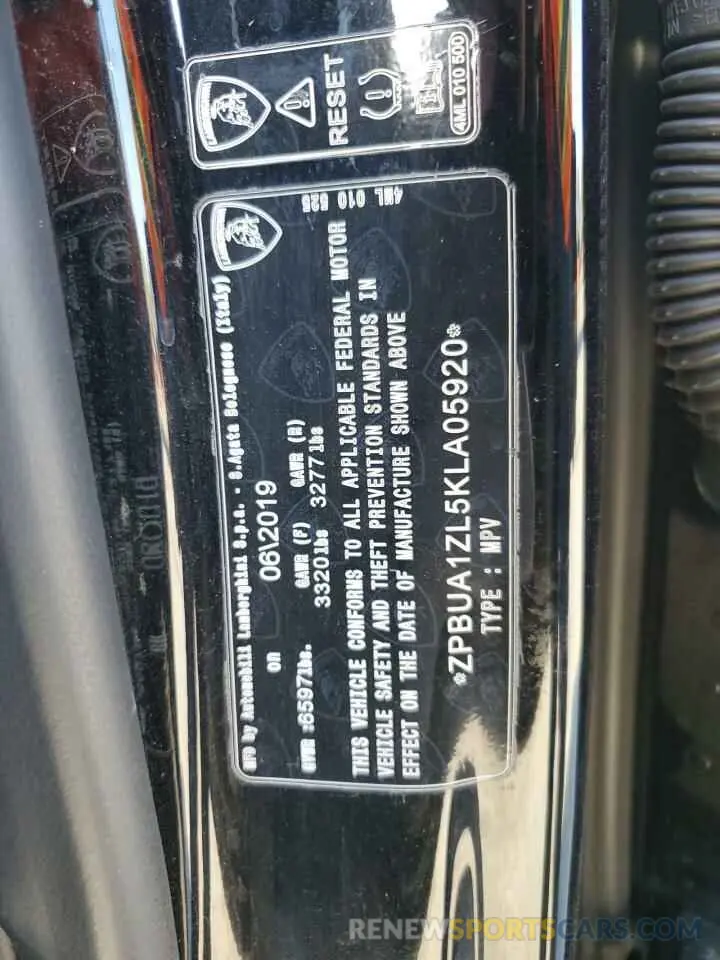 RESET
4ML 010 500
4ML 010 525
MFD by Automobili Lamborghini S.p.a. - S.Agata Bolognese (Italy)
on 06\2019
GVWR :6597lbs. GAWR (F) GAWR (R)
3320lbs 3277lbs
THIS VEHICLE CONFORMS TO ALL APPLICABLE FEDERAL MOTOR
VEHICLE SAFETY AND THEFT PREVENTION STANDARDS IN
EFFECT ON THE DATE OF MANUFACTURE SHOWN ABOVE
*ZPBUA1ZL5KLA05920*
TYPE : MPV
RENEWSPORTSCARS.COM